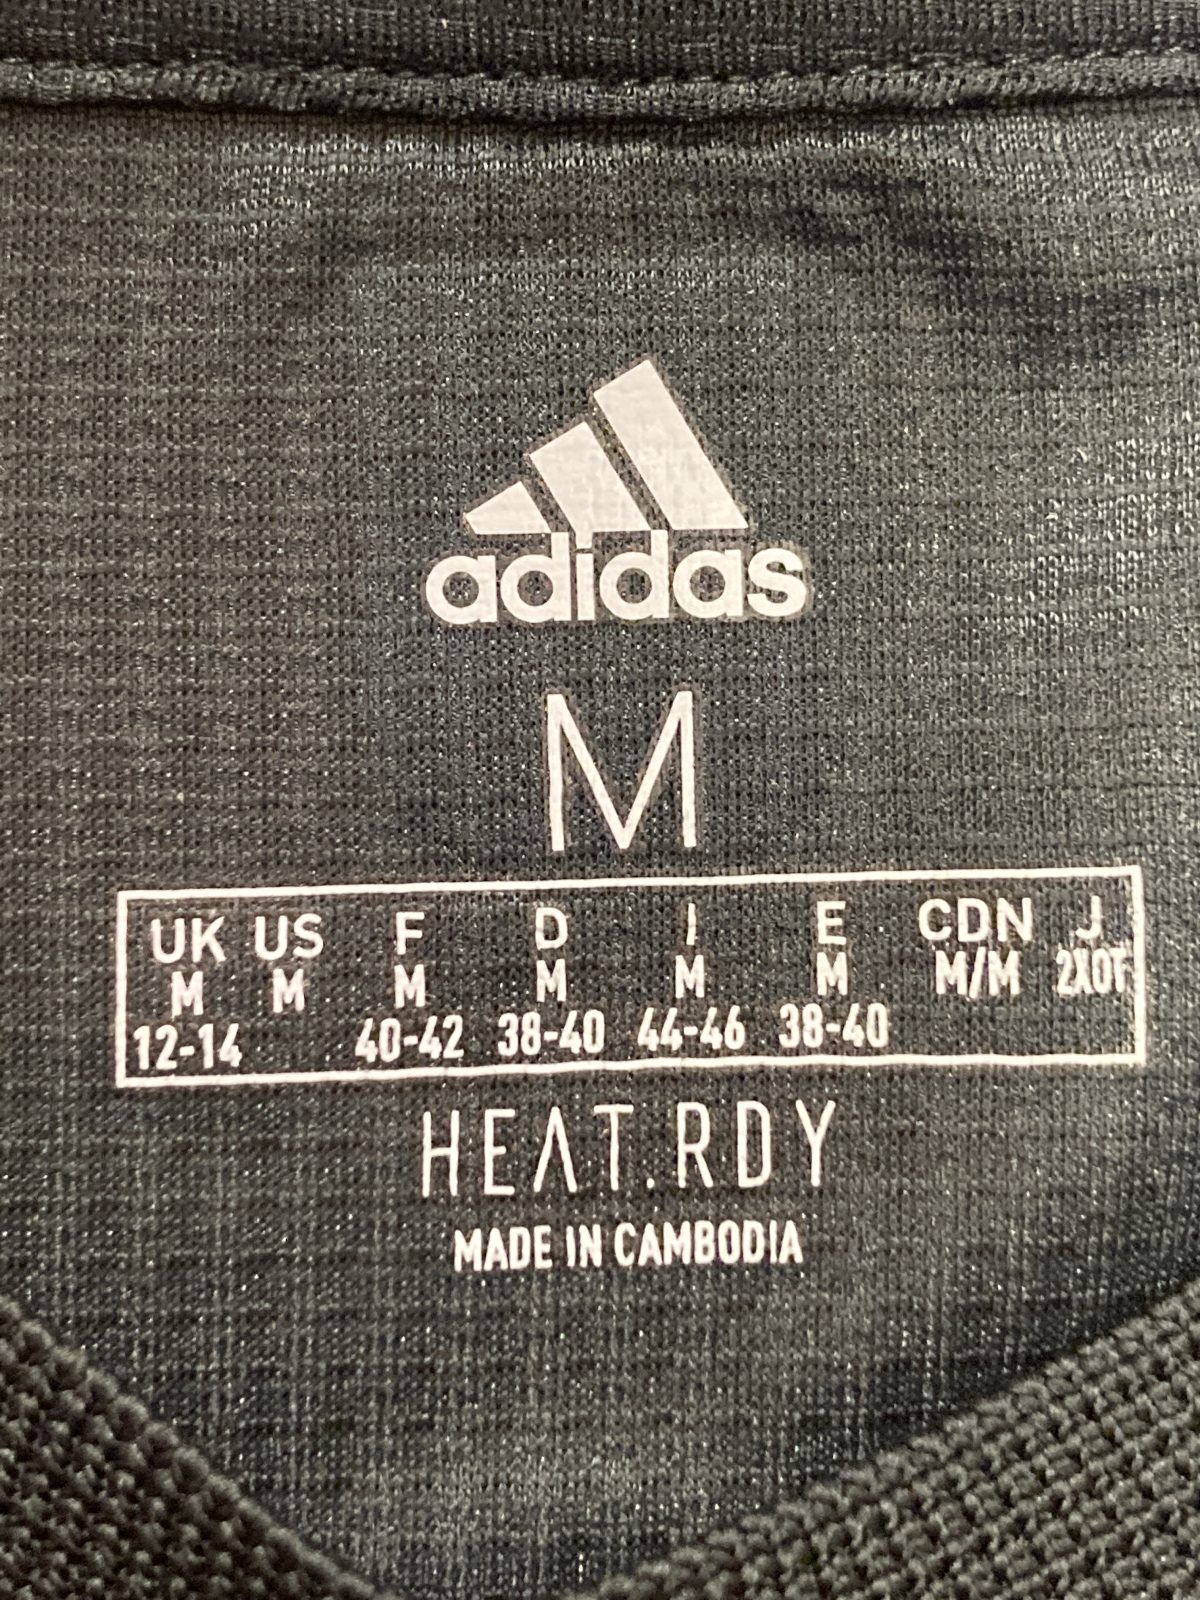 adidas
M
UK US F D I E CDN J
M M M M M M M/M 2XOT
12-14 40-42 38-40 44-46 38-40
HEAT.RDY
MADE IN CAMBODIA